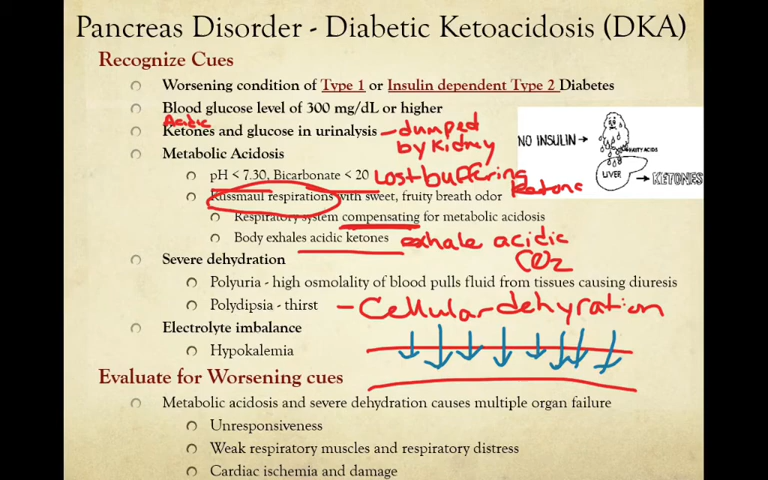 Pancreas Disorder - Diabetic Ketoacidosis (DKA)
Recognize Cues
Worsening condition of Type 1 or Insulin dependent Type 2 Diabetes
Blood glucose level of 300 mg/dL or higher
Acidic
Ketones and glucose in urinalysis - dumped
by Kidney
Metabolic Acidosis
NO INSULIN →
FATTY ACIDS
LIVER
→ KETONES
pH < 7.30, Bicarbonate < 20 Lost buffering
Kussmaul respirations with sweet, fruity breath odor Ketone
Respiratory system compensating for metabolic acidosis
Body exhales acidic ketones exhale acidic
CO2
Severe dehydration
Polyuria - high osmolality of blood pulls fluid from tissues causing diuresis
Polydipsia - thirst - Cellular dehyration
Electrolyte imbalance
Hypokalemia
Evaluate for Worsening cues
Metabolic acidosis and severe dehydration causes multiple organ failure
Unresponsiveness
Weak respiratory muscles and respiratory distress
Cardiac ischemia and damage